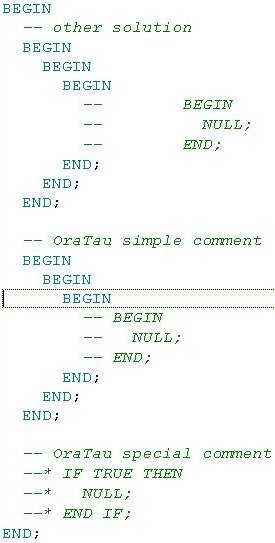 BEGIN
  -- other solution
  BEGIN
    BEGIN
      BEGIN
        --        BEGIN
        --          NULL;
        --        END;
      END;
    END;
  END;

  -- OraTau simple comment
  BEGIN
    BEGIN
      BEGIN
        -- BEGIN
        --   NULL;
        -- END;
      END;
    END;
  END;

  -- OraTau special comment
  --* IF TRUE THEN
  --*   NULL;
  --* END IF;
END;